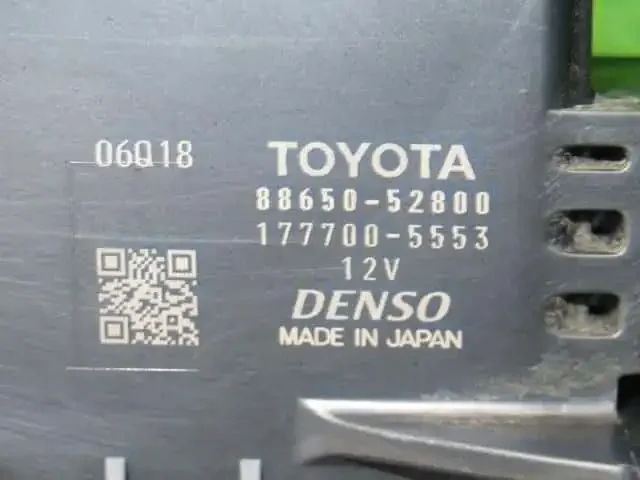 06Q18
TOYOTA
88650-52800
177700-5553
12V
DENSO
MADE IN JAPAN